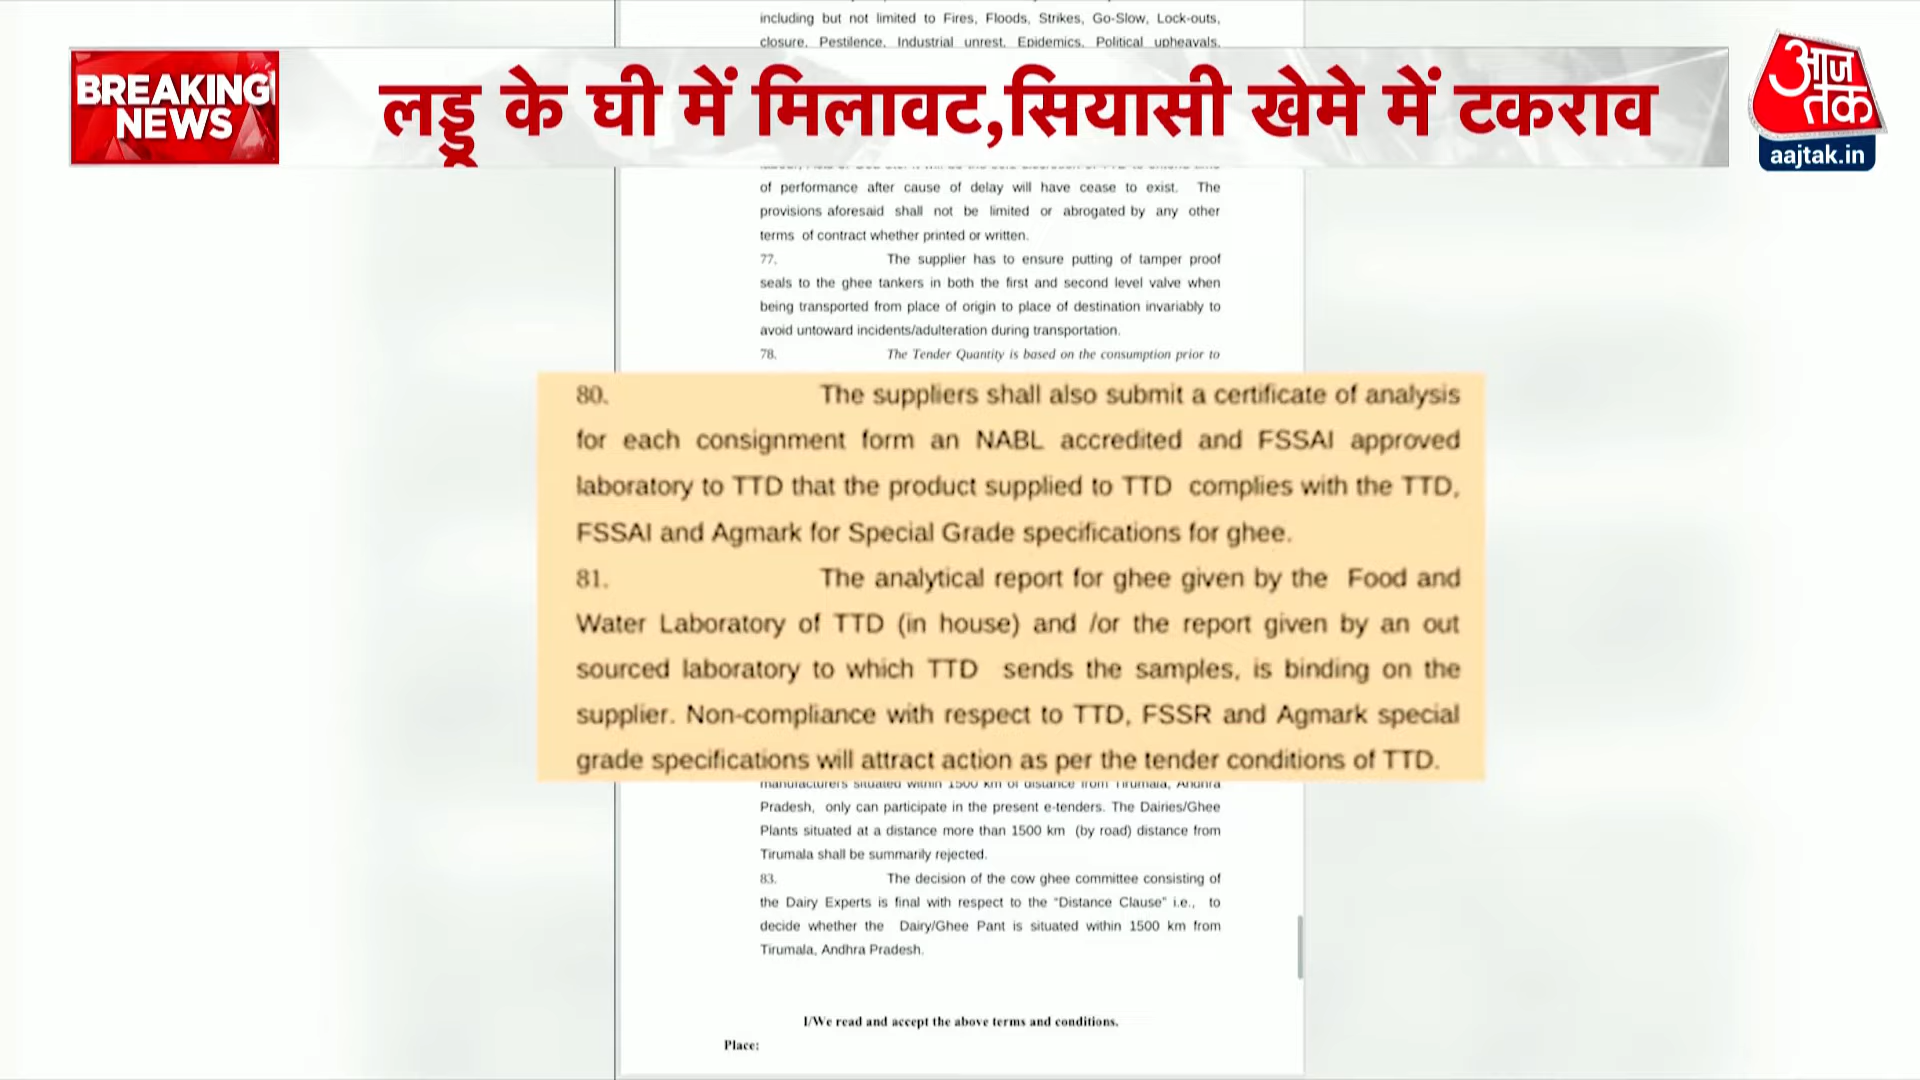 including but not limited to Fires, Floods, Strikes, Go-Slow, Lock-outs,
closure, Pestilence, Industrial unrest, Epidemics, Political upheavals,
BREAKING
NEWS
लड्डू के घी में मिलावट,सियासी खेमे में टकराव
आज
तक
aajtak.in
of performance after cause of delay will have cease to exist. The
provisions aforesaid shall not be limited or abrogated by any other
terms of contract whether printed or written.
77. The supplier has to ensure putting of tamper proof
seals to the ghee tankers in both the first and second level valve when
being transported from place of origin to place of destination invariably to
avoid untoward incidents/adulteration during transportation.
78. The Tender Quantity is based on the consumption prior to
80. The suppliers shall also submit a certificate of analysis
for each consignment form an NABL accredited and FSSAI approved
laboratory to TTD that the product supplied to TTD complies with the TTD,
FSSAI and Agmark for Special Grade specifications for ghee.
81. The analytical report for ghee given by the Food and
Water Laboratory of TTD (in house) and /or the report given by an out
sourced laboratory to which TTD sends the samples, is binding on the
supplier. Non-compliance with respect to TTD, FSSR and Agmark special
grade specifications will attract action as per the tender conditions of TTD.
manufacturers situated within 1500 km of distance from Tirumala, Andhra
Pradesh, only can participate in the present e-tenders. The Dairies/Ghee
Plants situated at a distance more than 1500 km (by road) distance from
Tirumala shall be summarily rejected.
83. The decision of the cow ghee committee consisting of
the Dairy Experts is final with respect to the "Distance Clause" i.e., to
decide whether the Dairy/Ghee Pant is situated within 1500 km from
Tirumala, Andhra Pradesh.
I/We read and accept the above terms and conditions.
Place: